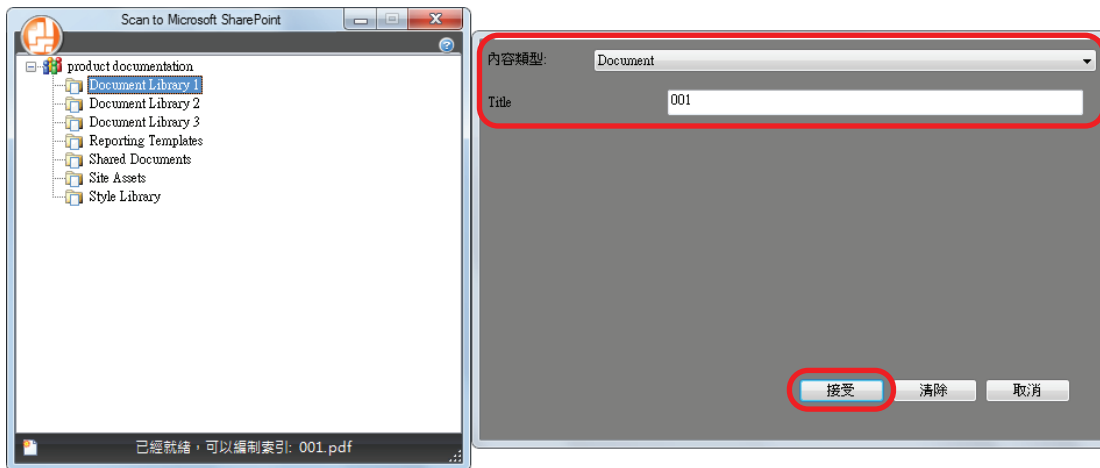 Scan to Microsoft SharePoint
product documentation
Document Library 1
Document Library 2
Document Library 3
Reporting Templates
Shared Documents
Site Assets
Style Library
已經就緒，可以編制索引: 001.pdf
內容類型: Document
Title 001
接受 清除 取消